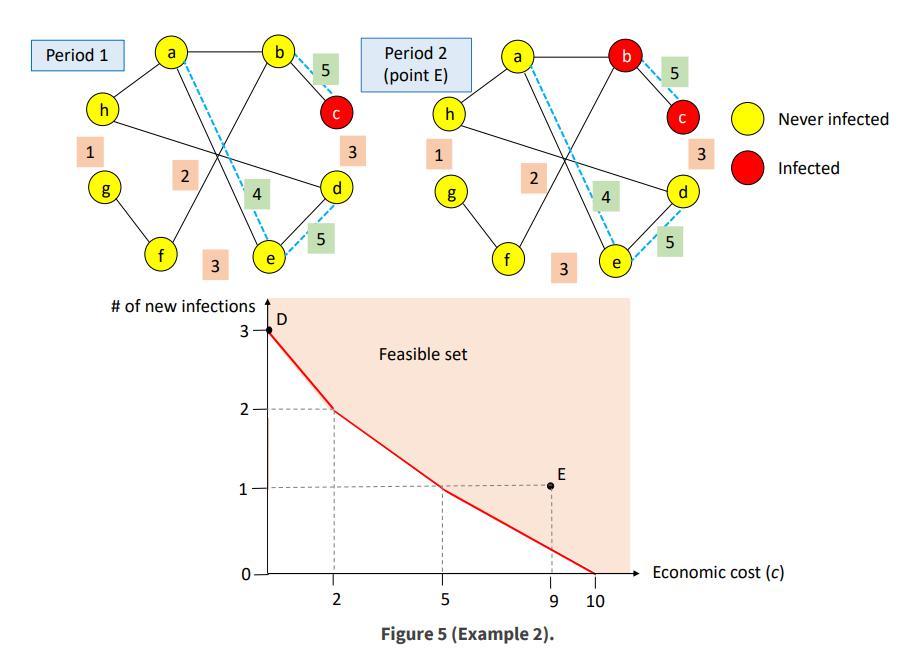 Period 1
a
b
5
c
h
1
2
3
g
4
d
5
f
e
3
Period 2
(point E)
a
b
5
c
h
1
2
3
g
4
d
5
f
e
3
Never infected
Infected
# of new infections
D
3
Feasible set
2
1
E
0
Economic cost (c)
2
5
9
10
Figure 5 (Example 2).